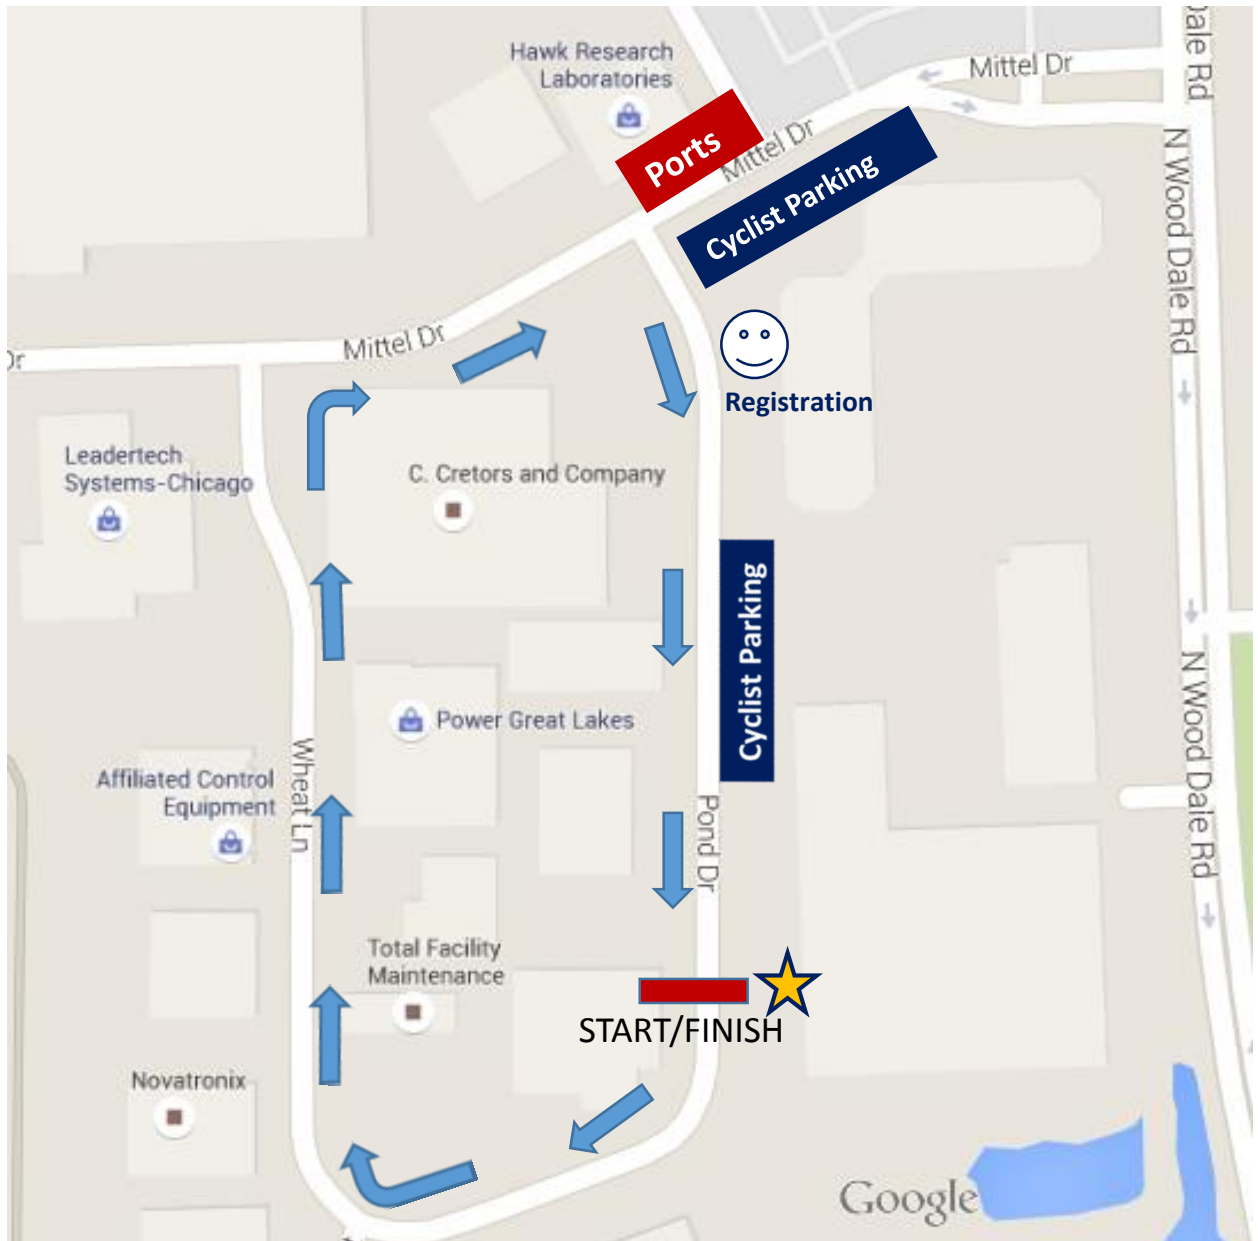 Hawk Research
Laboratories
Mittel Dr
Dale Rd
Ports
Mittel Dr
Cyclist Parking
N Wood Dale Rd
Mittel Dr
Dr
Registration
Leadertech
Systems-Chicago
C. Cretors and Company
Cyclist Parking
Power Great Lakes
N Wood Dale Rd
Wheat Ln
Affiliated Control
Equipment
Pond Dr
Total Facility
Maintenance
START/FINISH
Novatronix
Google